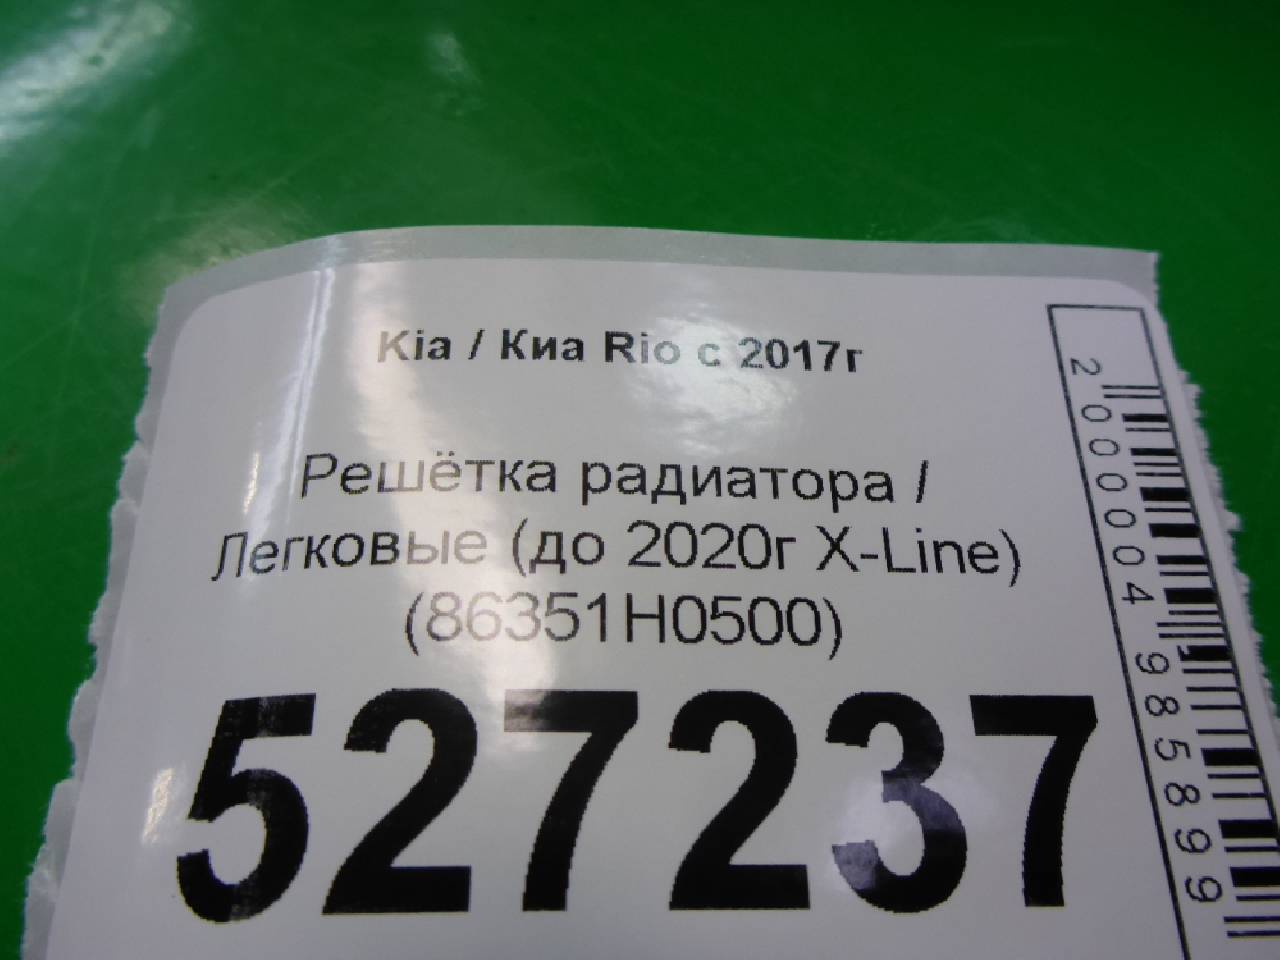 Kia / Киа Rio с 2017г
Решётка радиатора /
Легковые (до 2020г X-Line)
(86351H0500)
527237
2000004985899